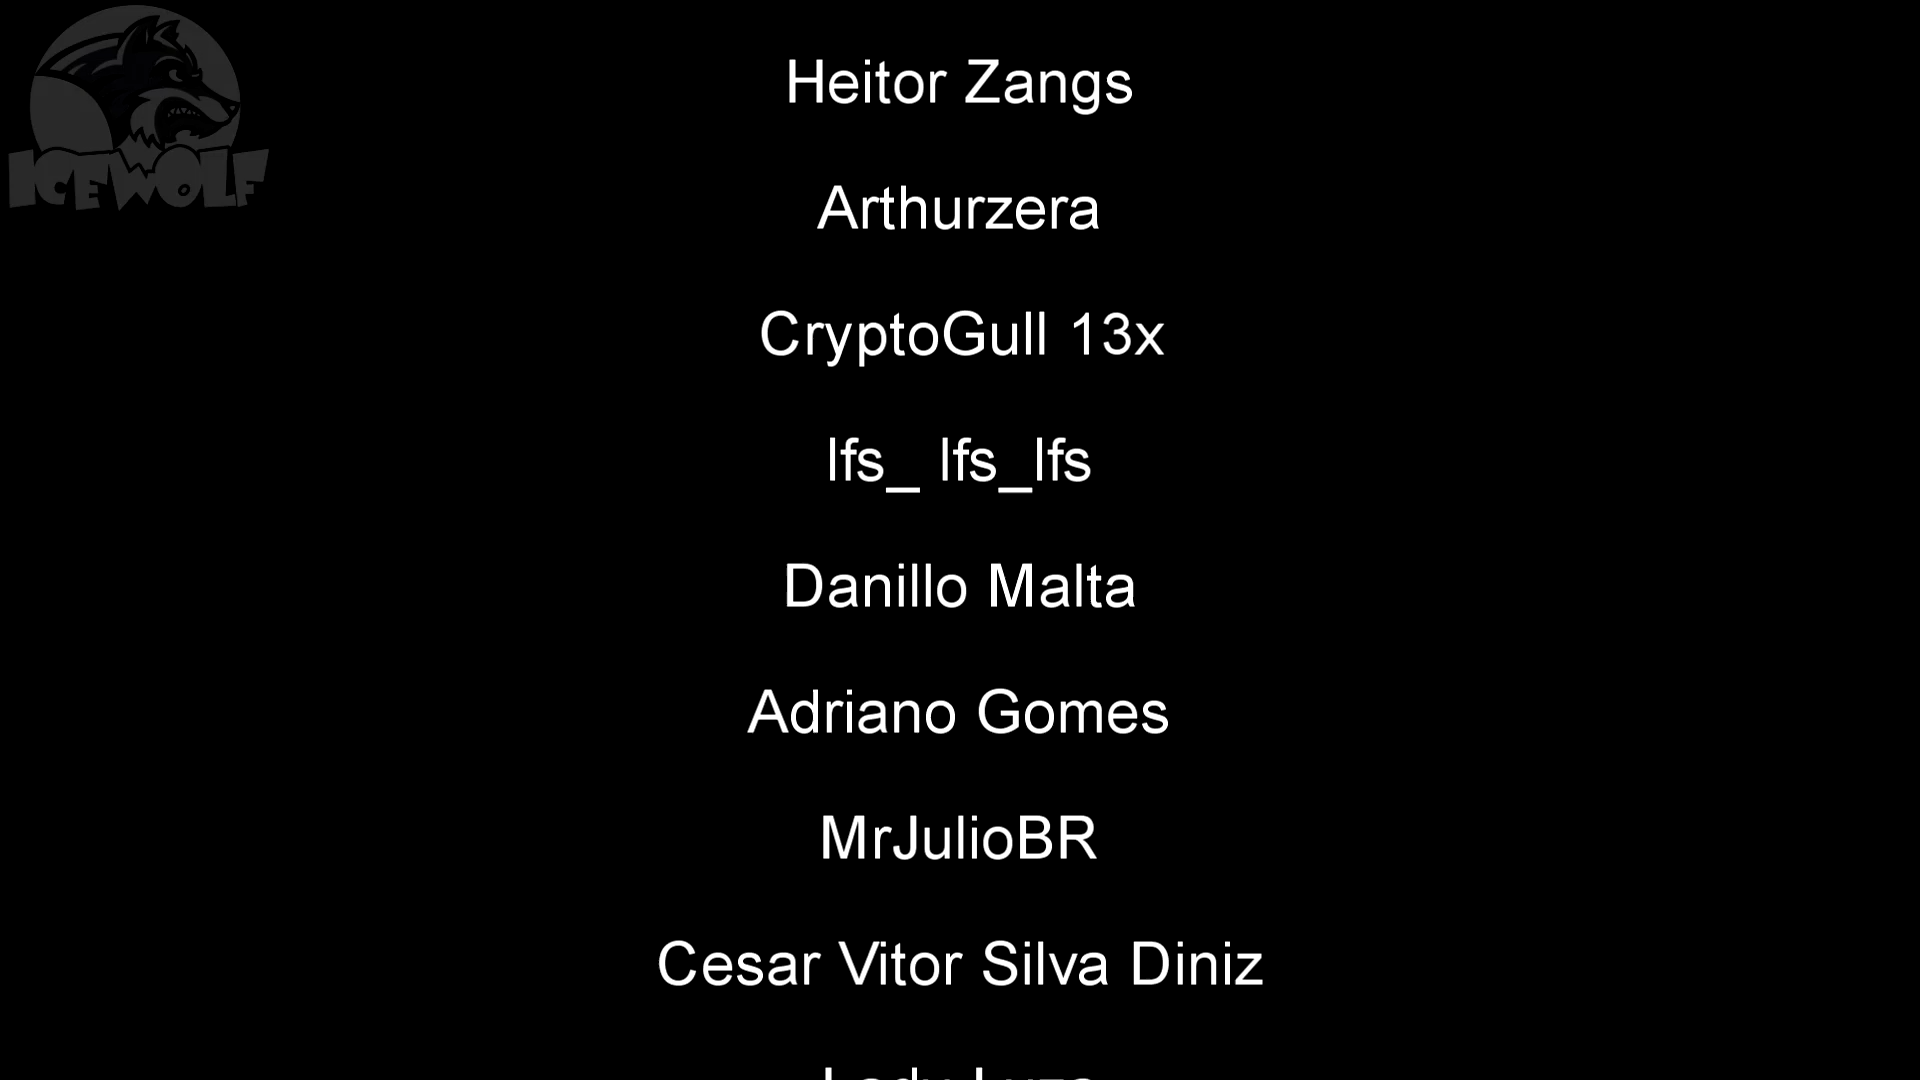 ICEWOLF
Heitor Zangs
Arthurzera
CryptoGull 13x
lfs_ lfs_lfs
Danillo Malta
Adriano Gomes
MrJulioBR
Cesar Vitor Silva Diniz